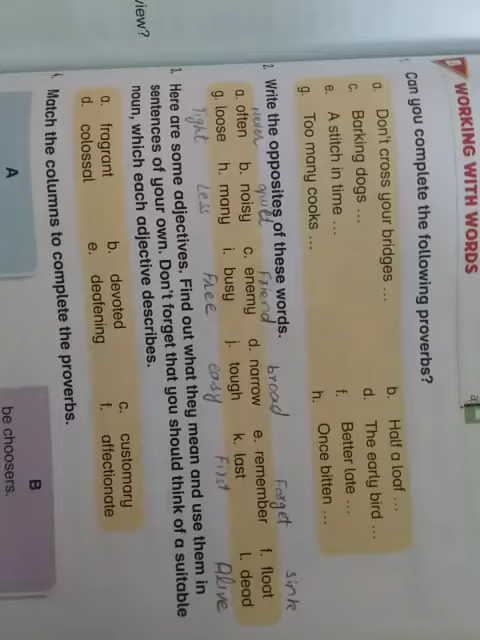 view?
B WORKING WITH WORDS
1. Can you complete the following proverbs?
a. Don't cross your bridges ... b. Half a loaf ...
c. Barking dogs ... d. The early bird ...
e. A stitch in time ... f. Better late ...
g. Too many cooks ... h. Once bitten ...
2. Write the opposites of these words.
never quiet Friend broad Forget sink
a. often b. noisy c. enemy d. narrow e. remember f. float
g. loose h. many i. busy j. tough k. last l. dead
Tight Less Free easy First Alive
3. Here are some adjectives. Find out what they mean and use them in
sentences of your own. Don't forget that you should think of a suitable
noun, which each adjective describes.
a. fragrant b. devoted c. customary
d. colossal e. deafening f. affectionate
4. Match the columns to complete the proverbs.
A B
be choosers.